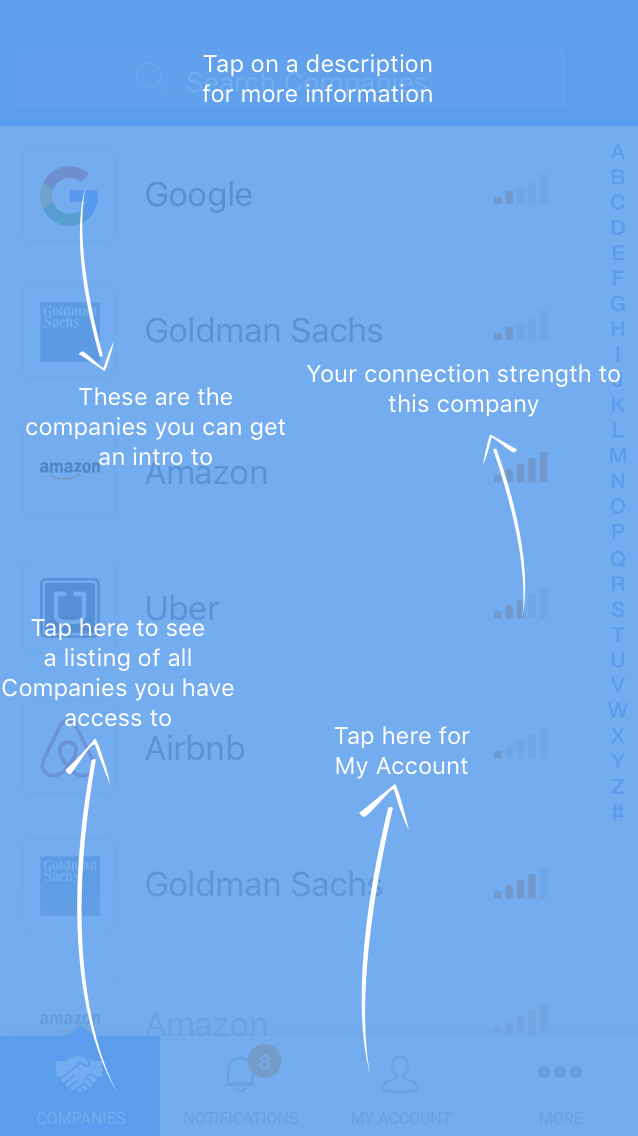 Tap on a description
for more information
Search Companies
A
B
C
D
E
F
G
H
I
J
K
L
M
N
O
P
Q
R
S
T
U
V
W
X
Y
Z
#
Google
Goldman
Sachs
Goldman Sachs
These are the
companies you can get
an intro to
Your connection strength to
this company
amazon
Amazon
U
Uber
Tap here to see
a listing of all
Companies you have
access to
Airbnb
Tap here for
My Account
Goldman
Sachs
Goldman Sachs
amazon
Amazon
8
COMPANIES
NOTIFICATIONS
MY ACCOUNT
MORE